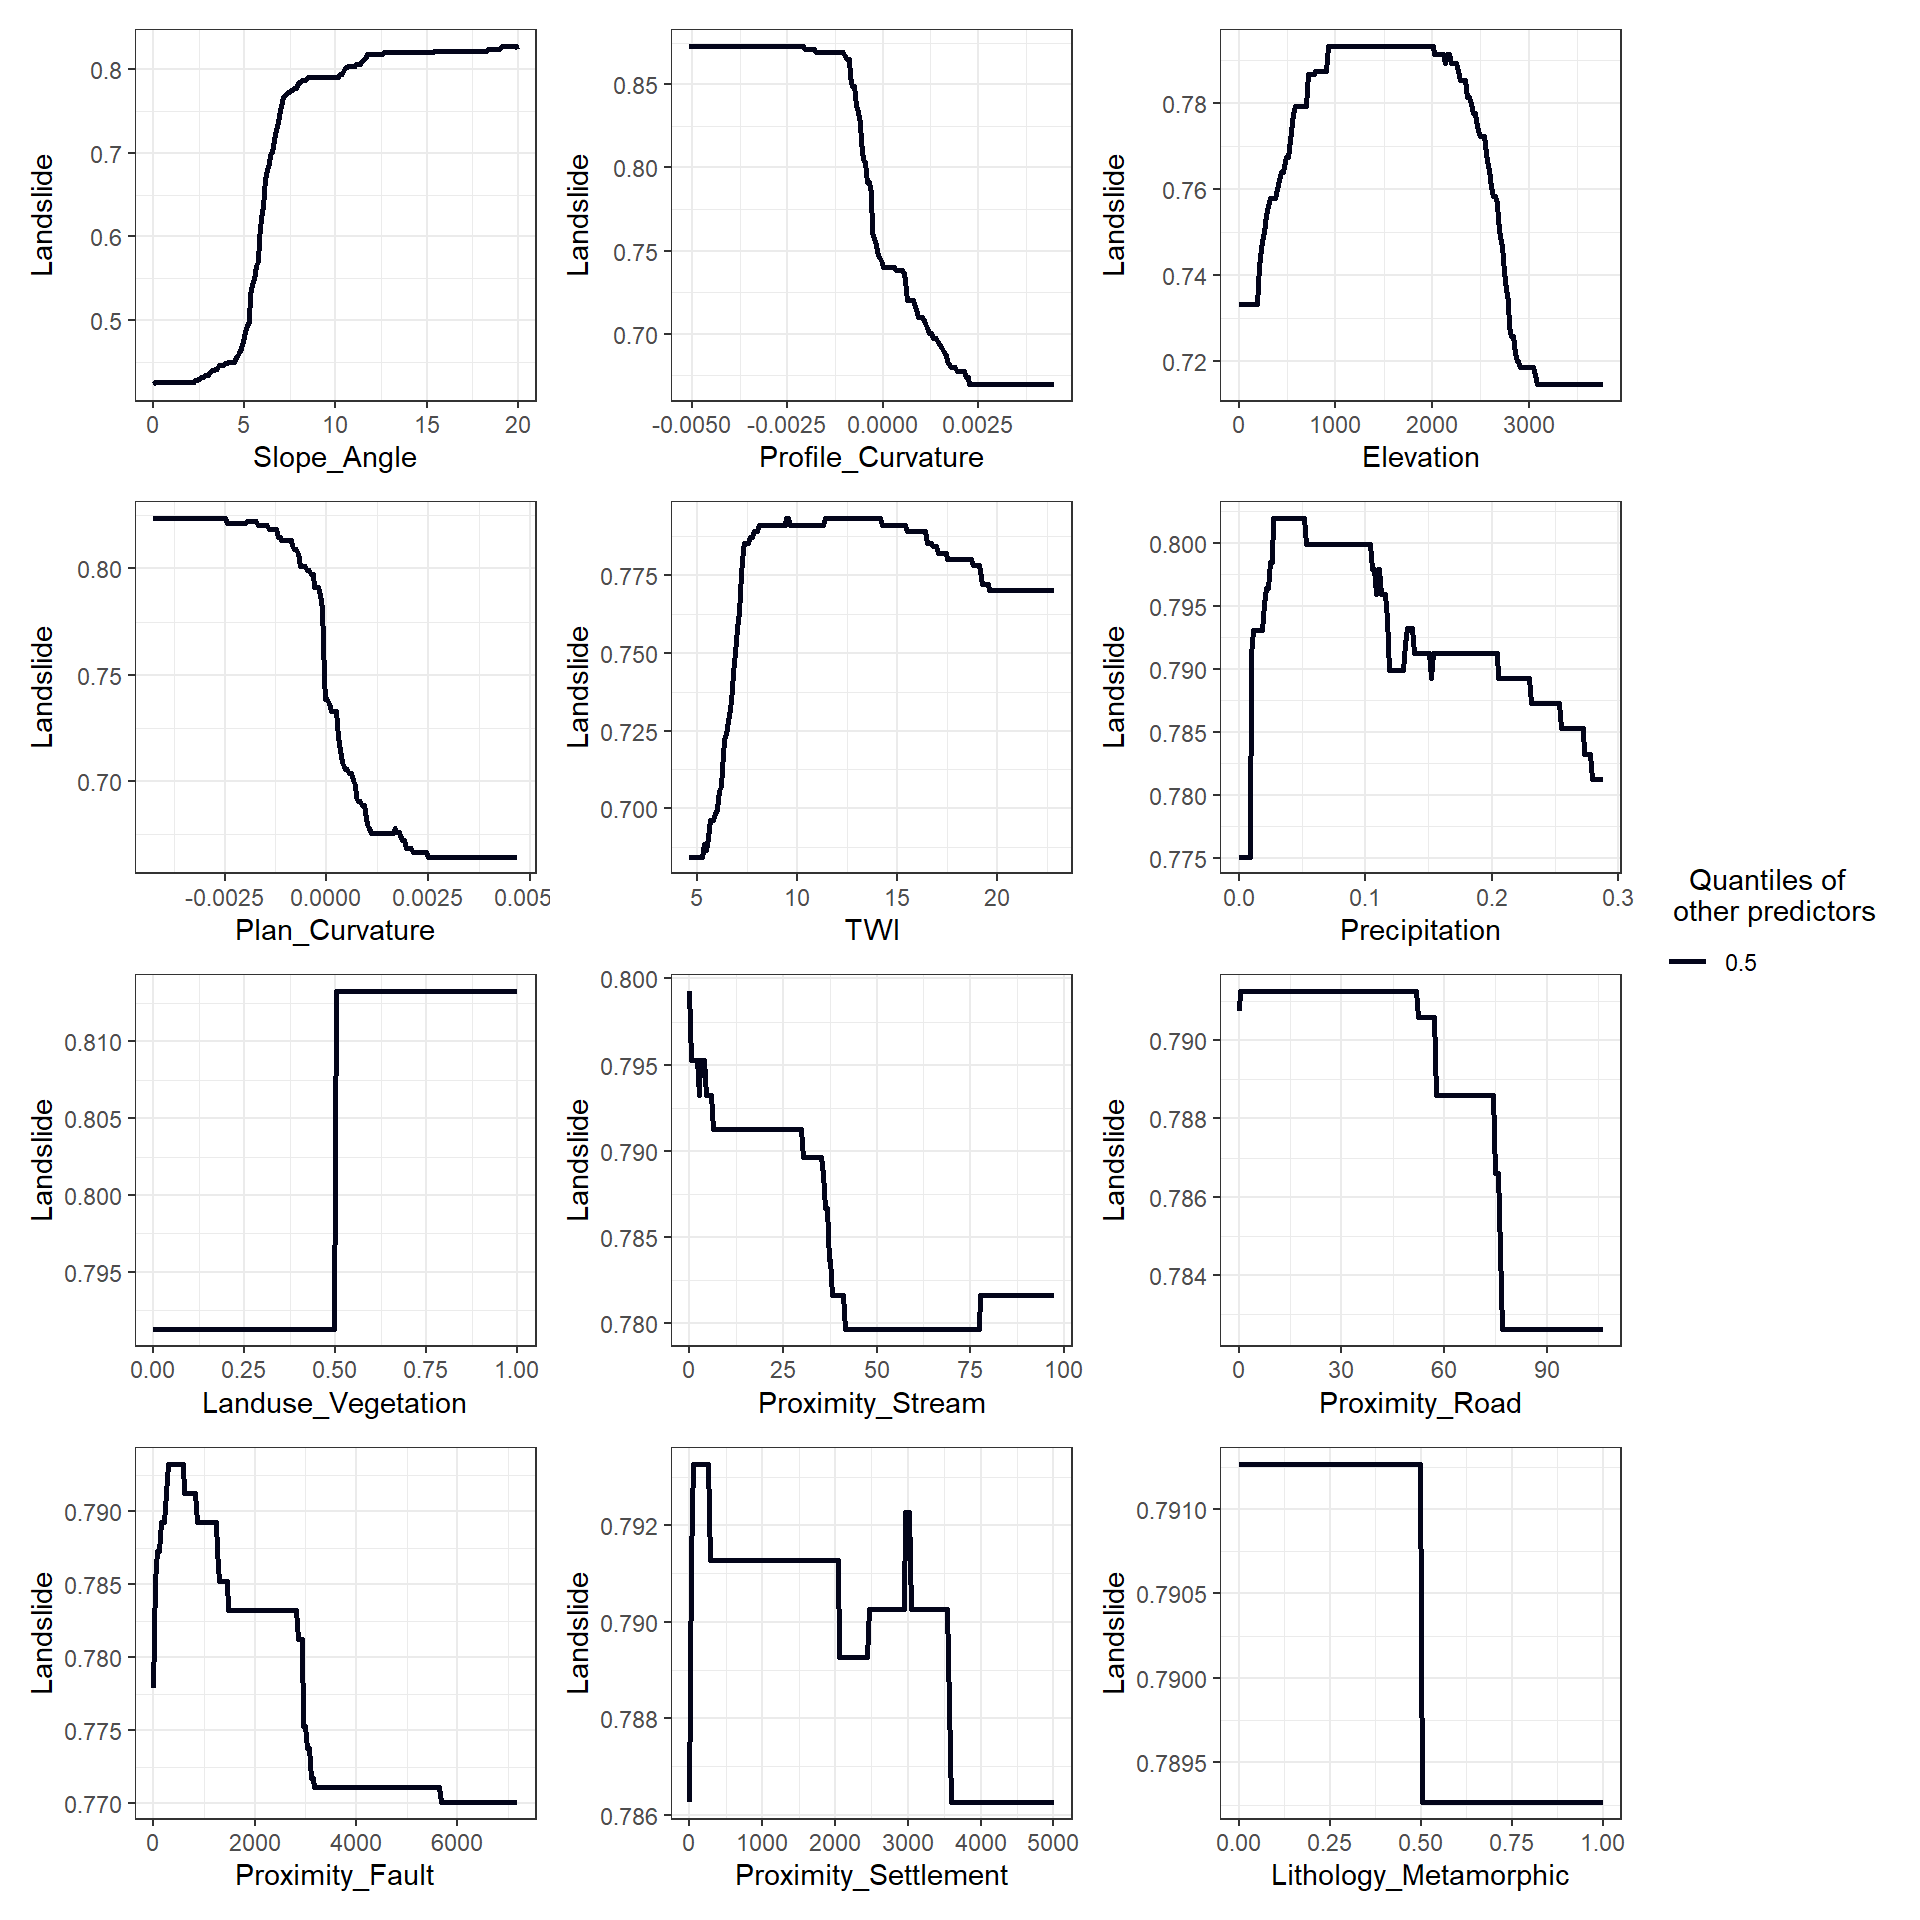 Landslide
0.8
0.7
0.6
0.5
0 5 10 15 20
Slope_Angle
Landslide
0.85
0.80
0.75
0.70
-0.0050 -0.0025 0.0000 0.0025
Profile_Curvature
Landslide
0.78
0.76
0.74
0.72
0 1000 2000 3000
Elevation
Landslide
0.80
0.75
0.70
-0.0025 0.0000 0.0025 0.005
Plan_Curvature
Landslide
0.775
0.750
0.725
0.700
5 10 15 20
TWI
Landslide
0.800
0.795
0.790
0.785
0.780
0.775
0.0 0.1 0.2 0.3
Precipitation
Quantiles of
other predictors
0.5
Landslide
0.810
0.805
0.800
0.795
0.00 0.25 0.50 0.75 1.00
Landuse_Vegetation
Landslide
0.800
0.795
0.790
0.785
0.780
0 25 50 75 100
Proximity_Stream
Landslide
0.790
0.788
0.786
0.784
0 30 60 90
Proximity_Road
Landslide
0.790
0.785
0.780
0.775
0.770
0 2000 4000 6000
Proximity_Fault
Landslide
0.792
0.790
0.788
0.786
0 1000 2000 3000 4000 5000
Proximity_Settlement
Landslide
0.7910
0.7905
0.7900
0.7895
0.00 0.25 0.50 0.75 1.00
Lithology_Metamorphic